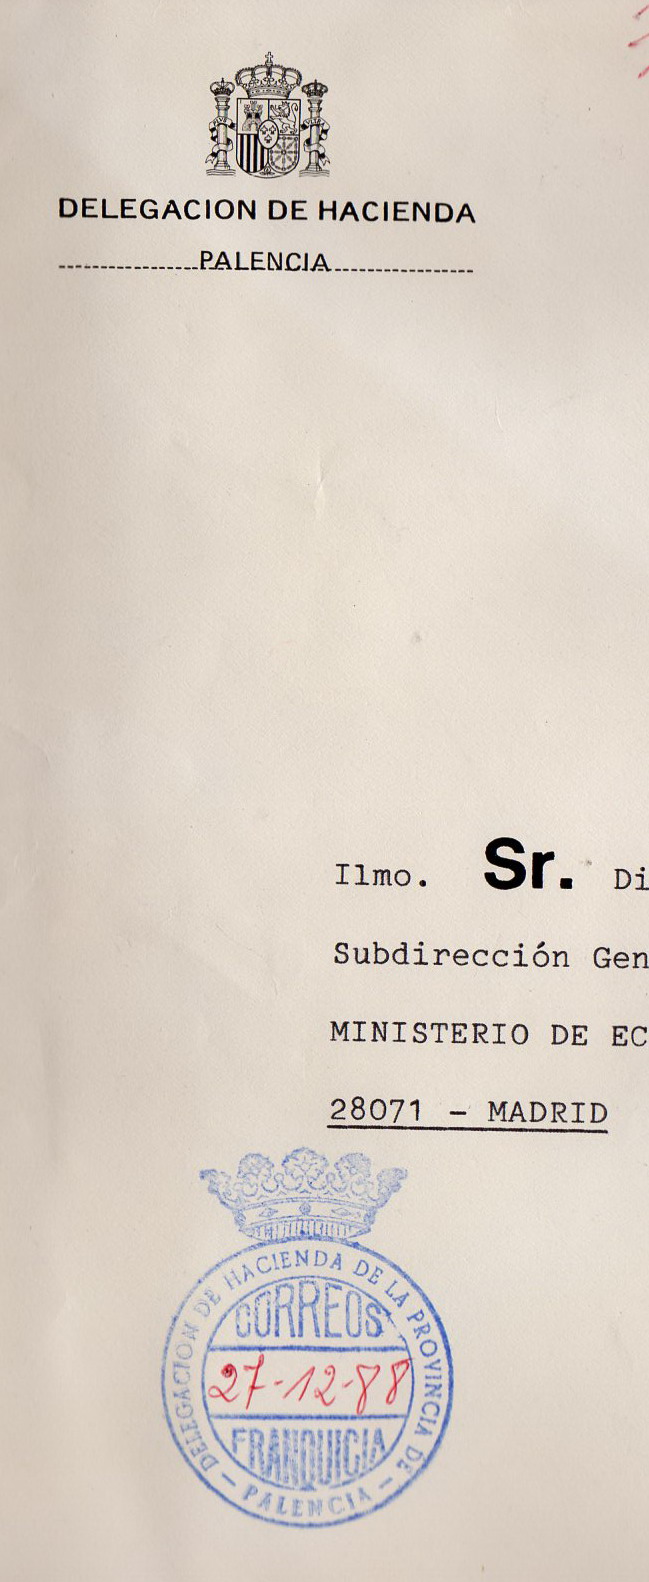 DELEGACION DE HACIENDA
PALENCIA
Ilmo. Sr. Di
Subdirección Gen
MINISTERIO DE EC
28071 - MADRID
DELEGACION DE HACIENDA DE LA PROVINCIA DE
- PALENCIA -
CORREOS
27-12-88
FRANQUICIA